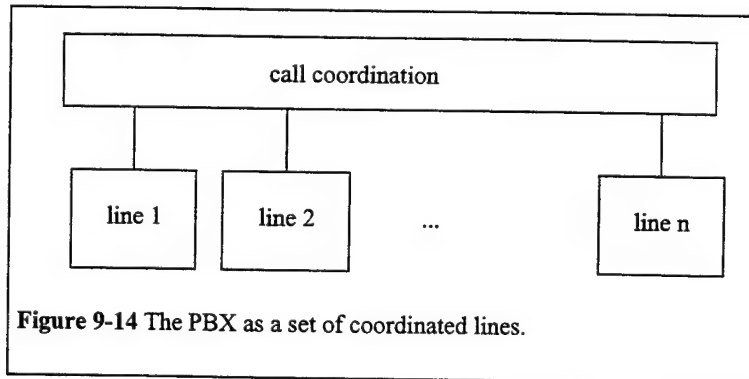 call coordination
line 1
line 2
...
line n
Figure 9-14 The PBX as a set of coordinated lines.